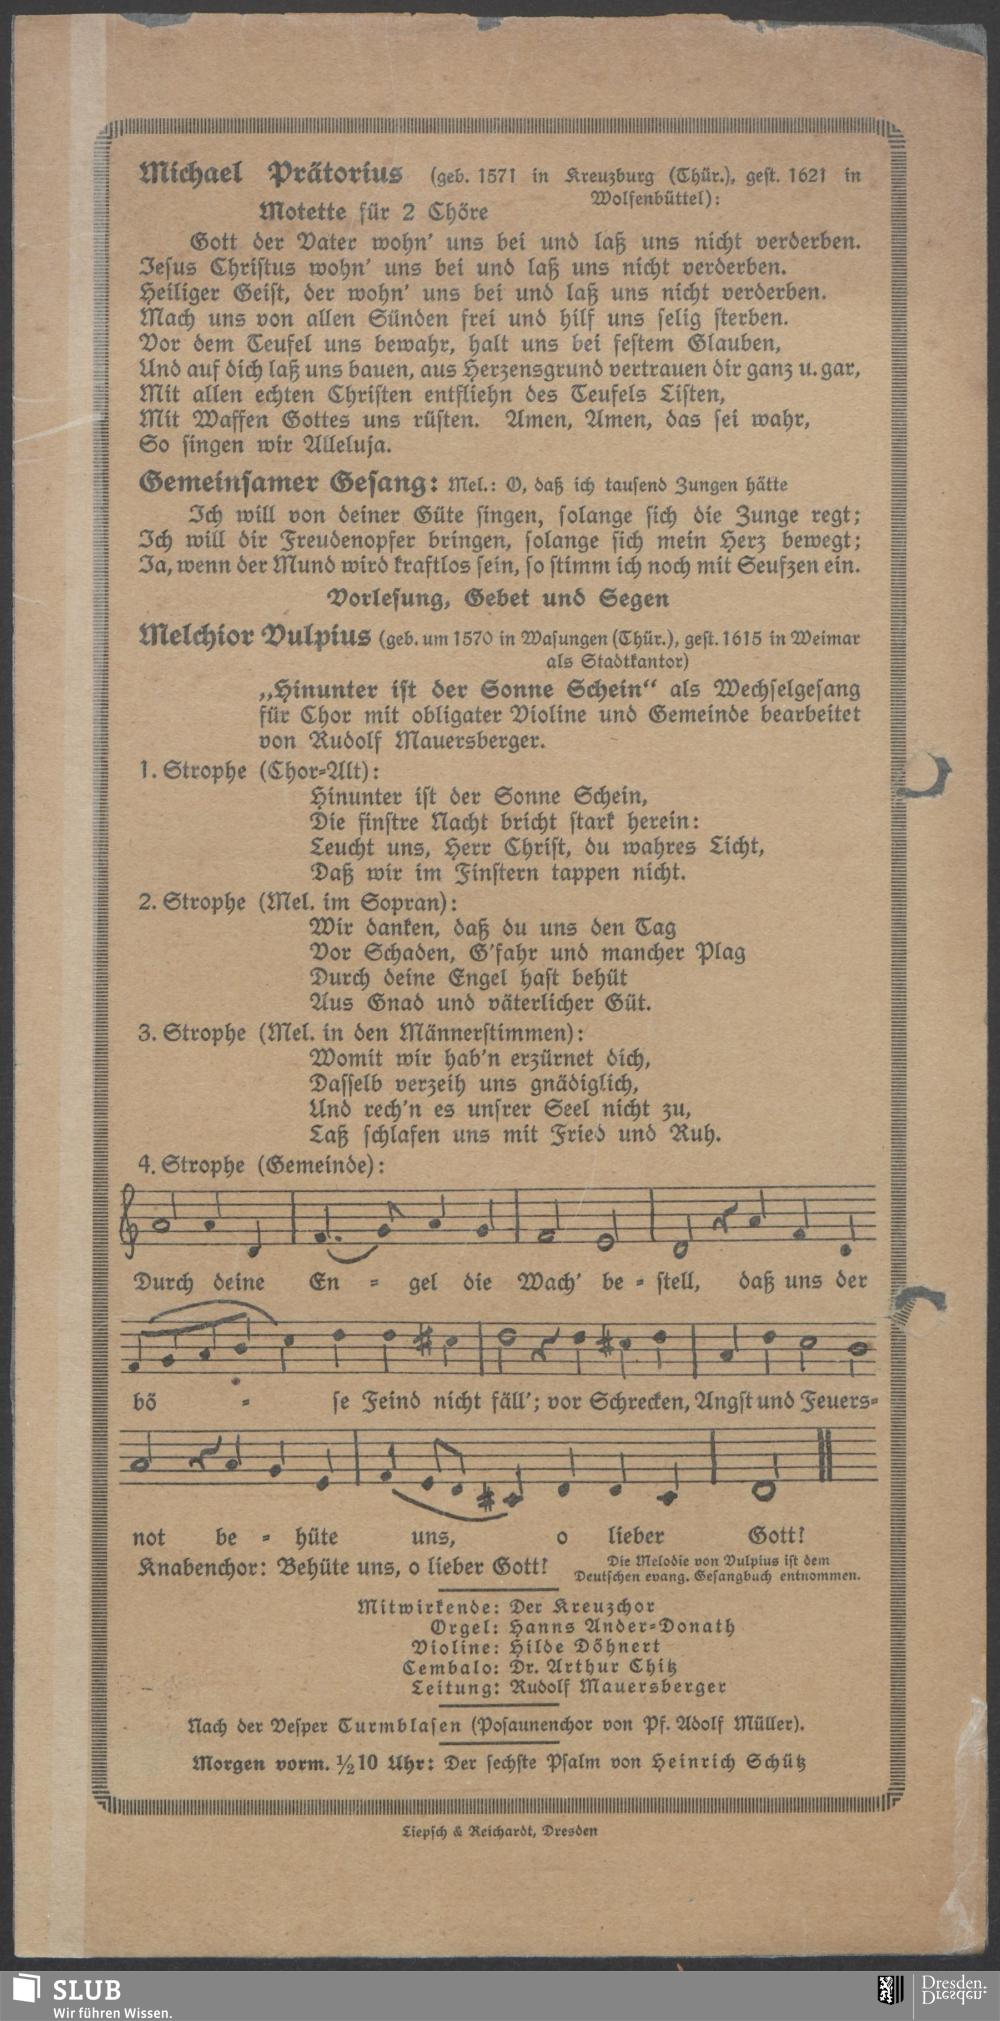 Michael Prätorius (geb. 1571 in Kreuzburg (Thür.), gest. 1621 in
Wolfenbüttel):
Motette für 2 Chöre
Gott der Vater wohn' uns bei und laß uns nicht verderben.
Jesus Christus wohn' uns bei und laß uns nicht verderben.
Heiliger Geist, der wohn' uns bei und laß uns nicht verderben.
Mach uns von allen Sünden frei und hilf uns selig sterben.
Vor dem Teufel uns bewahr, halt uns bei festem Glauben,
Und auf dich laß uns bauen, aus Herzensgrund vertrauen dir ganz u. gar,
Mit allen echten Christen entfliehn des Teufels Listen,
Mit Waffen Gottes uns rüsten. Amen, Amen, das sei wahr,
So singen wir Alleluja.
Gemeinsamer Gesang: Mel.: O, daß ich tausend Zungen hätte
Ich will von deiner Güte singen, solange sich die Zunge regt;
Ich will dir Freudenopfer bringen, solange sich mein Herz bewegt;
Ja, wenn der Mund wird kraftlos sein, so stimm ich noch mit Seufzen ein.
Vorlesung, Gebet und Segen
Melchior Vulpius (geb. um 1570 in Wasungen (Thür.), gest. 1615 in Weimar
als Stadtkantor)
„Hinunter ist der Sonne Schein“ als Wechselgesang
für Chor mit obligater Violine und Gemeinde bearbeitet
von Rudolf Mauersberger.
1. Strophe (Chor-Alt):
Hinunter ist der Sonne Schein,
Die finstre Nacht bricht stark herein:
Leucht uns, Herr Christ, du wahres Licht,
Daß wir im Finstern tappen nicht.
2. Strophe (Mel. im Sopran):
Wir danken, daß du uns den Tag
Vor Schaden, G'fahr und mancher Plag
Durch deine Engel hast behüt
Aus Gnad und väterlicher Güt.
3. Strophe (Mel. in den Männerstimmen):
Womit wir hab'n erzürnet dich,
Dasselb verzeih uns gnädiglich,
Und rech'n es unsrer Seel nicht zu,
Laß schlafen uns mit Fried und Ruh.
4. Strophe (Gemeinde):
Durch deine En - gel die Wach' be - stell, daß uns der
bö - se Feind nicht fäll'; vor Schrecken, Angst und Feuers-
not be - hüte uns, o lieber Gott!
Knabenchor: Behüte uns, o lieber Gott!
Die Melodie von Vulpius ist dem
Deutschen evang. Gesangbuch entnommen.
Mitwirkende: Der Kreuzchor
Orgel: Hanns Ander-Donath
Violine: Hilde Döhnert
Cembalo: Dr. Arthur Chitz
Leitung: Rudolf Mauersberger
Nach der Vesper Turmblasen (Posaunenchor von Pf. Adolf Müller).
Morgen vorm. ½10 Uhr: Der sechste Psalm von Heinrich Schütz
Liepsch & Reichardt, Dresden
SLUB
Wir führen Wissen.
Dresden.
Dresden.